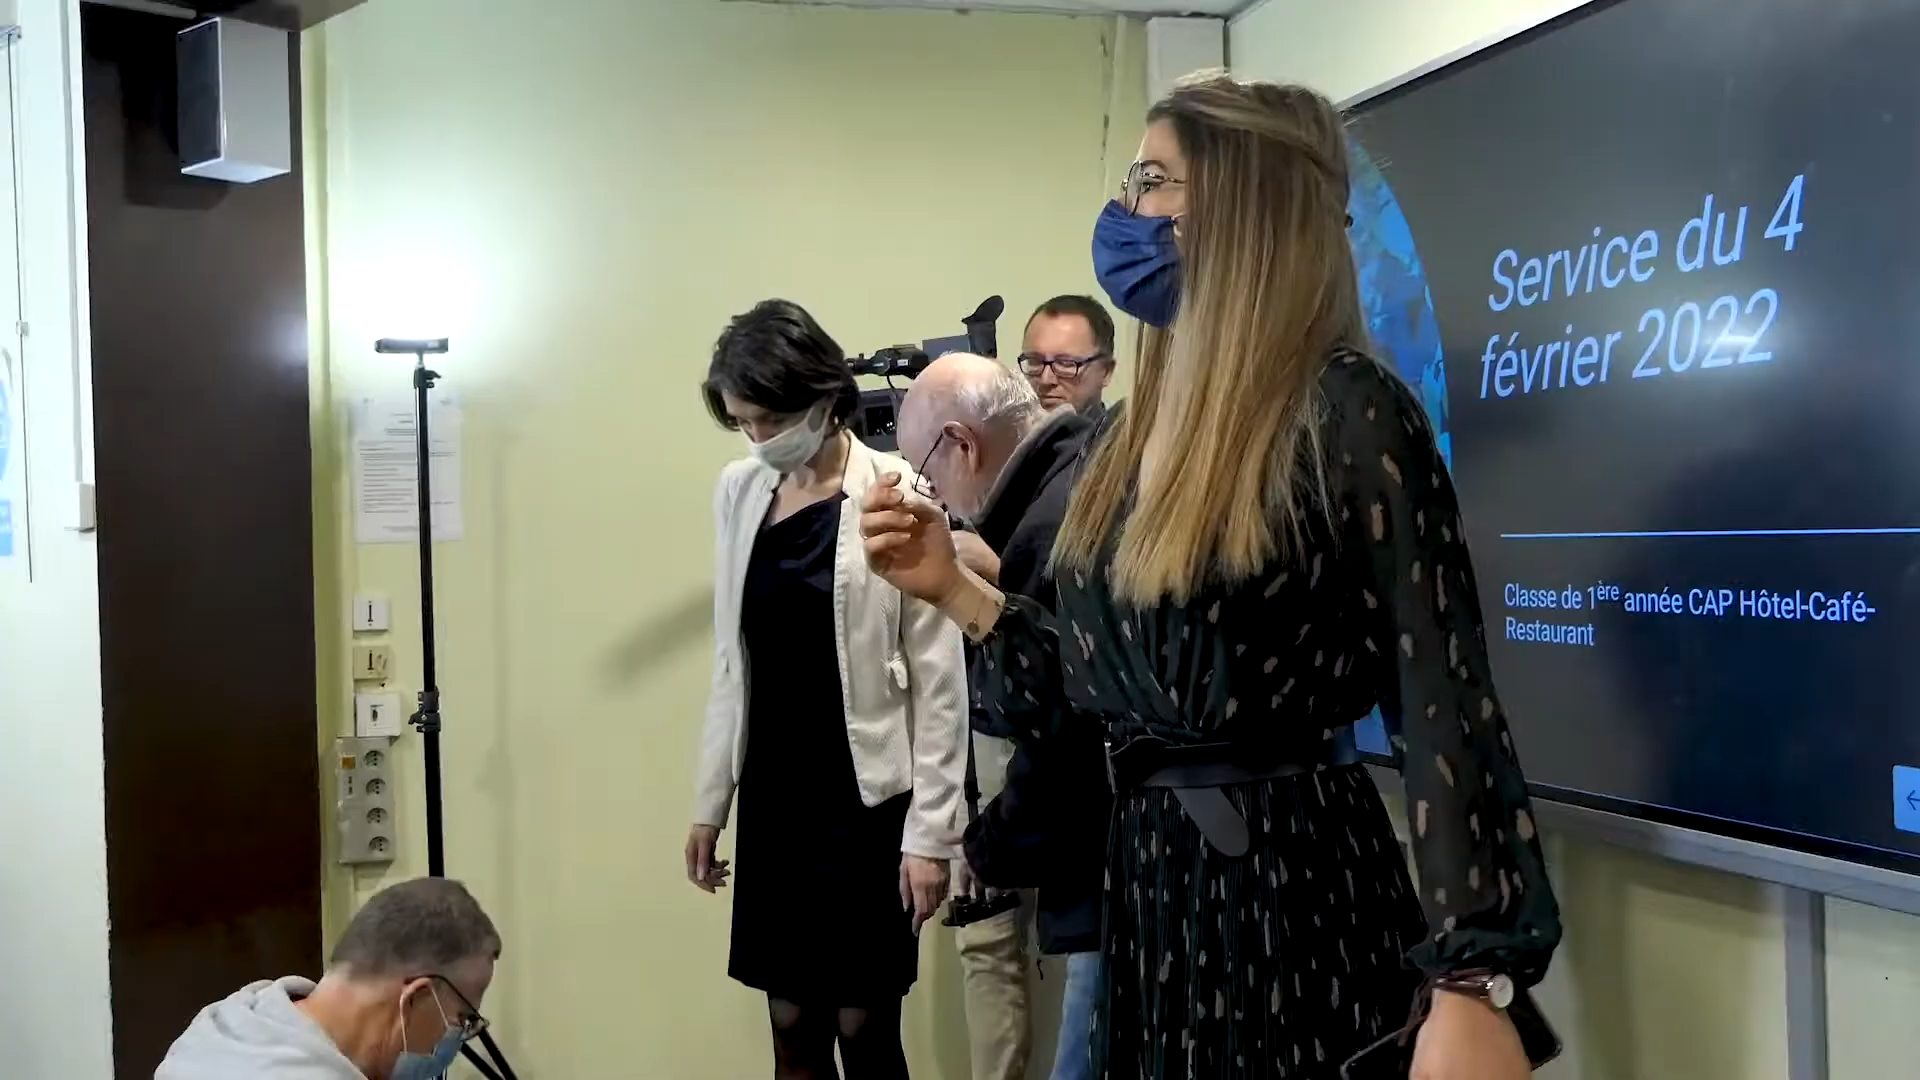 Service du 4
février 2022
Classe de 1ère année CAP Hôtel-Café-
Restaurant